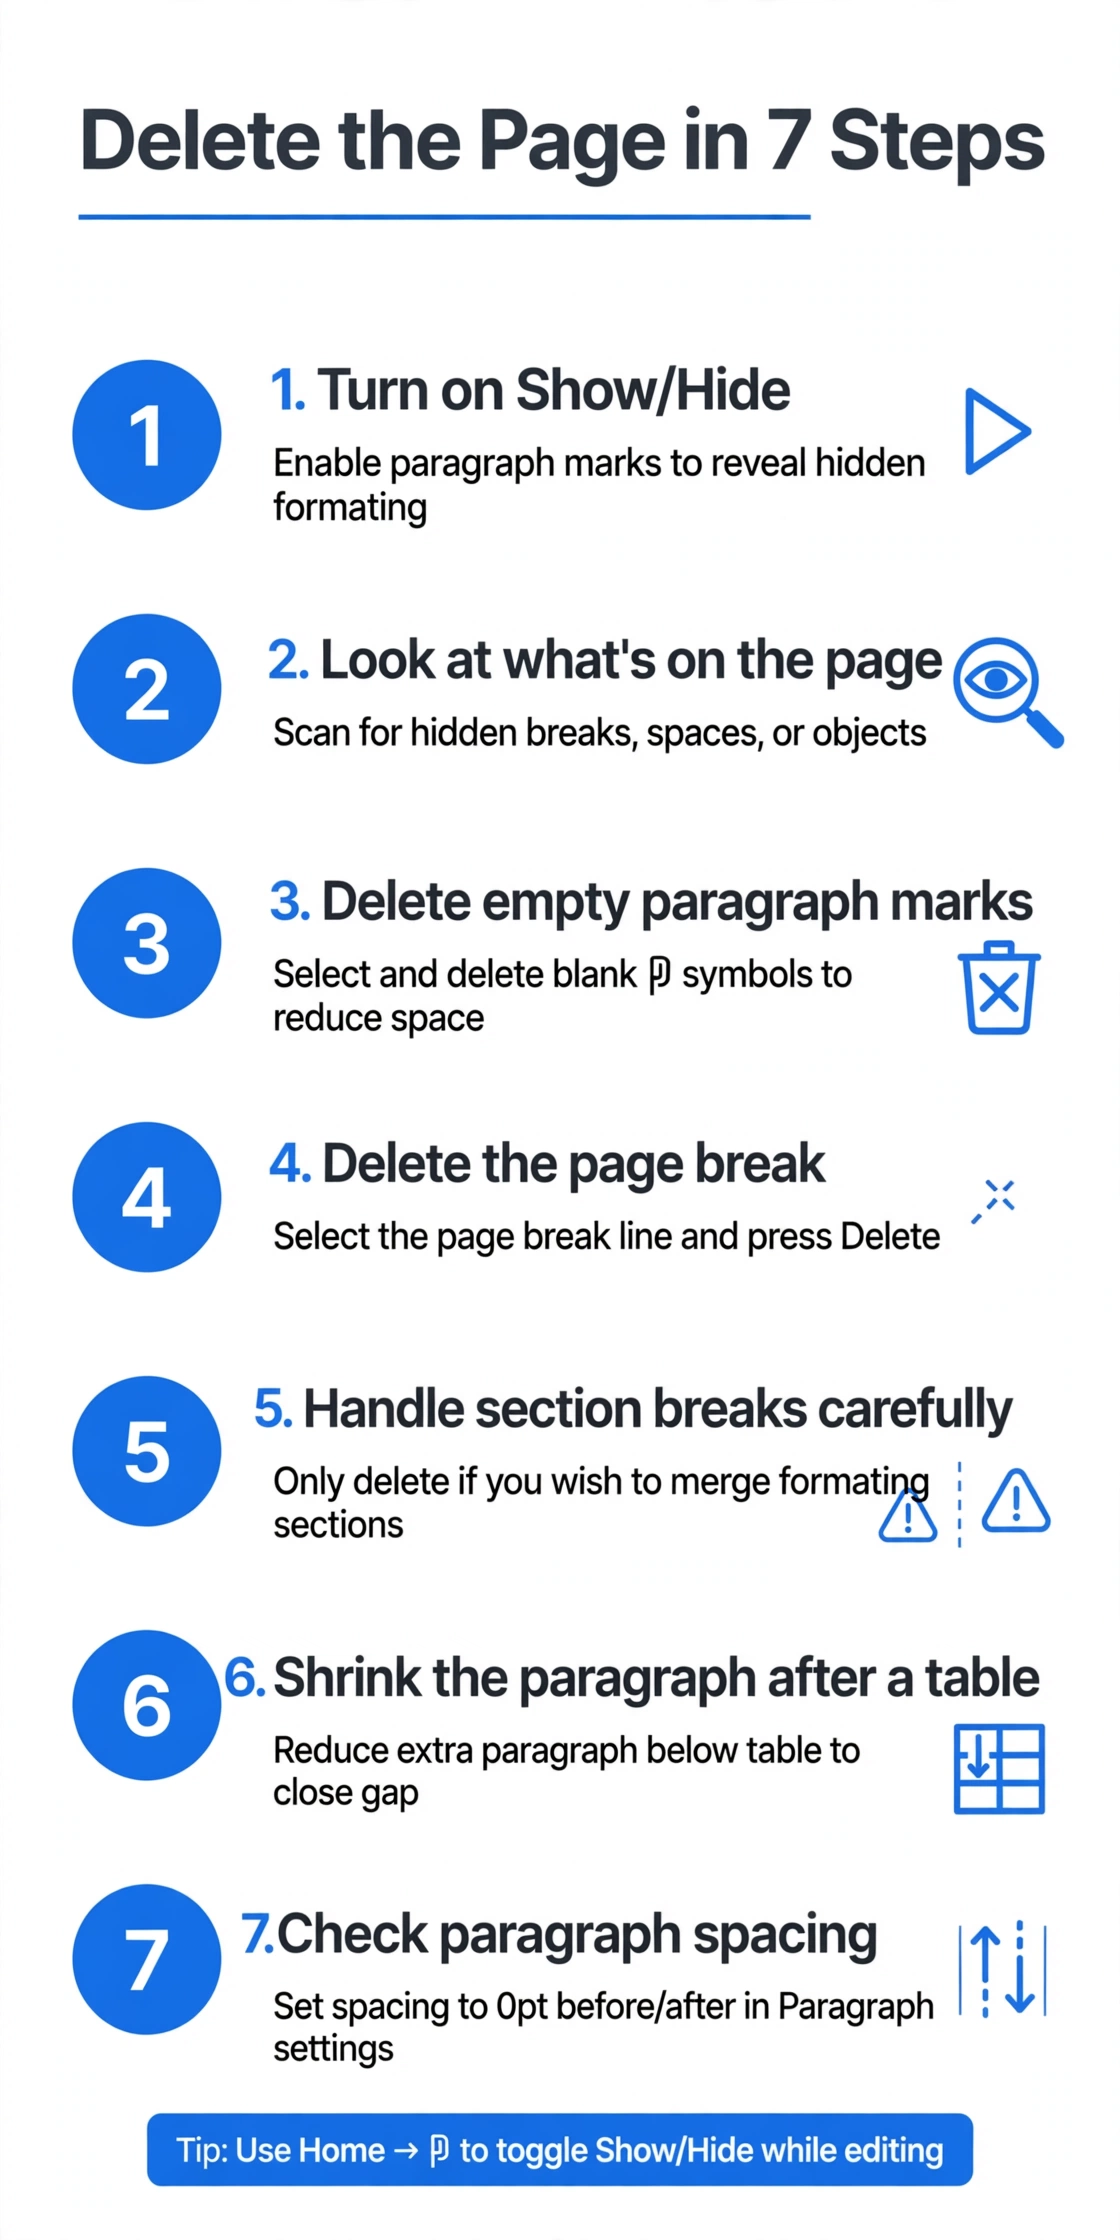 Delete the Page in 7 Steps
1
1. Turn on Show/Hide
Enable paragraph marks to reveal hidden
formating
2
2. Look at what's on the page
Scan for hidden breaks, spaces, or objects
3
3. Delete empty paragraph marks
Select and delete blank ¶ symbols to
reduce space
4
4. Delete the page break
Select the page break line and press Delete
5
5. Handle section breaks carefully
Only delete if you wish to merge formating
sections
6
6. Shrink the paragraph after a table
Reduce extra paragraph below table to
close gap
7
7.Check paragraph spacing
Set spacing to 0pt before/after in Paragraph
settings
Tip: Use Home → ¶ to toggle Show/Hide while editing